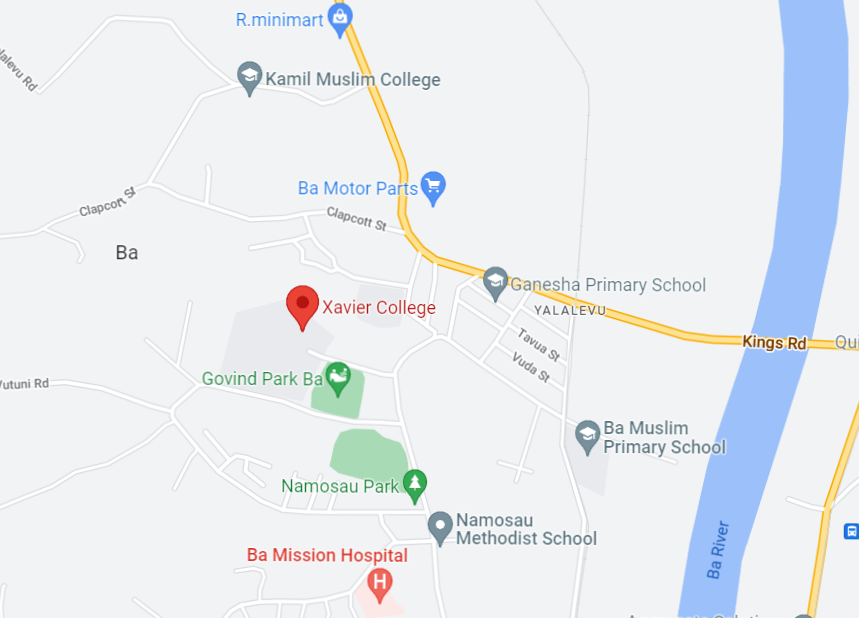 R.minimart
Kamil Muslim College
Ba Motor Parts
Clapcott St
Clapcott St
Ba
Ganesha Primary School
YALALEVU
Xavier College
Tavua St
Kings Rd
Vuda St
Govind Park Ba
Ba Muslim
Primary School
Namosau Park
Namosau
Methodist School
Ba River
Ba Mission Hospital
H